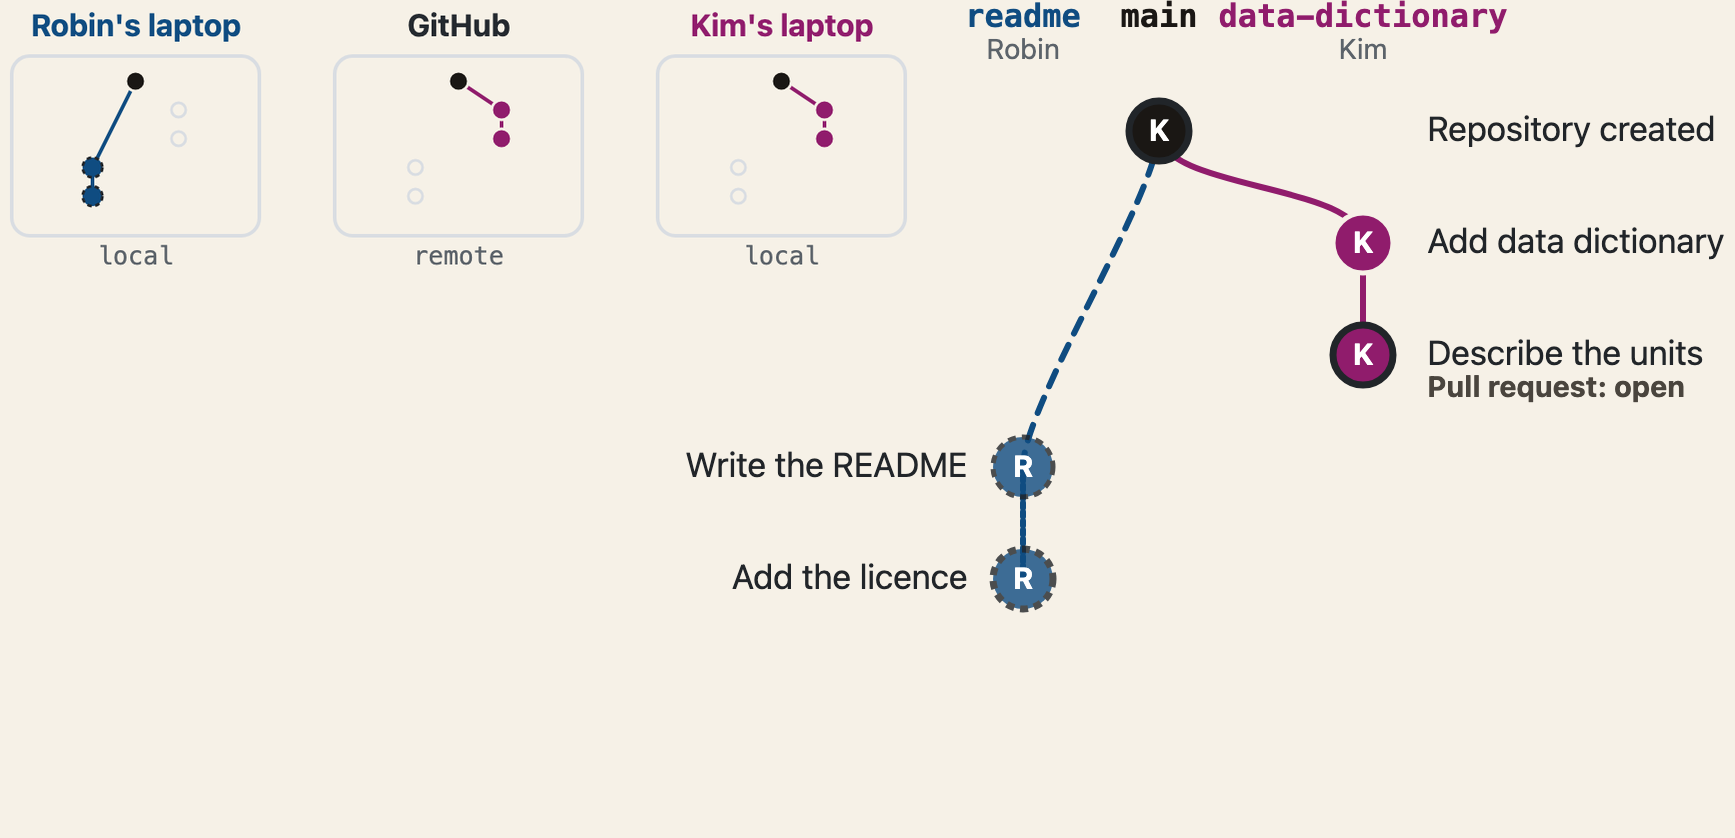 Robin's laptop
GitHub
Kim's laptop
local
remote
local
readme main data-dictionary
Robin
Kim
K
Repository created
K
Add data dictionary
K
Describe the units
Pull request: open
Write the README
R
Add the licence
R